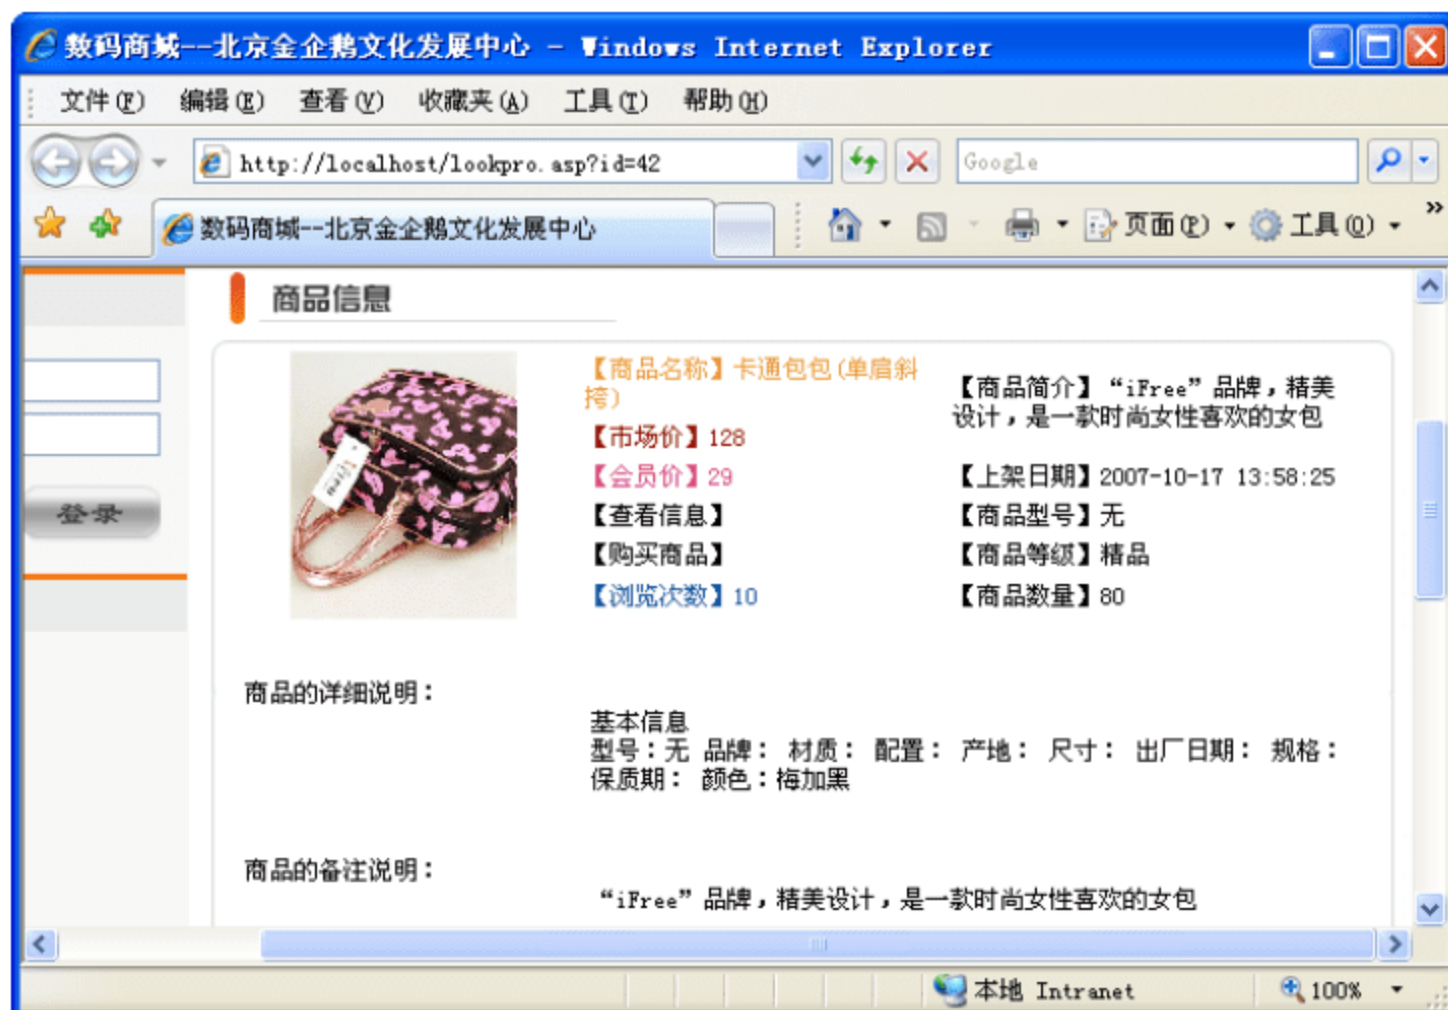 数码商城--北京金企鹅文化发展中心 - Windows Internet Explorer
文件(F) 编辑(E) 查看(V) 收藏夹(A) 工具(T) 帮助(H)
http://localhost/lookpro.asp?id=42
Google
数码商城--北京金企鹅文化发展中心
页面(P)
工具(O)
»
商品信息
登录
iFree
【商品名称】卡通包包(单肩斜
挎)
【市场价】128
【会员价】29
【查看信息】
【购买商品】
【浏览次数】10
【商品简介】“iFree”品牌，精美
设计，是一款时尚女性喜欢的女包
【上架日期】2007-10-17 13:58:25
【商品型号】无
【商品等级】精品
【商品数量】80
商品的详细说明：
基本信息
型号：无 品牌： 材质： 配置： 产地： 尺寸： 出厂日期： 规格：
保质期： 颜色：梅加黑
商品的备注说明：
“iFree”品牌，精美设计，是一款时尚女性喜欢的女包
本地 Intranet
100%